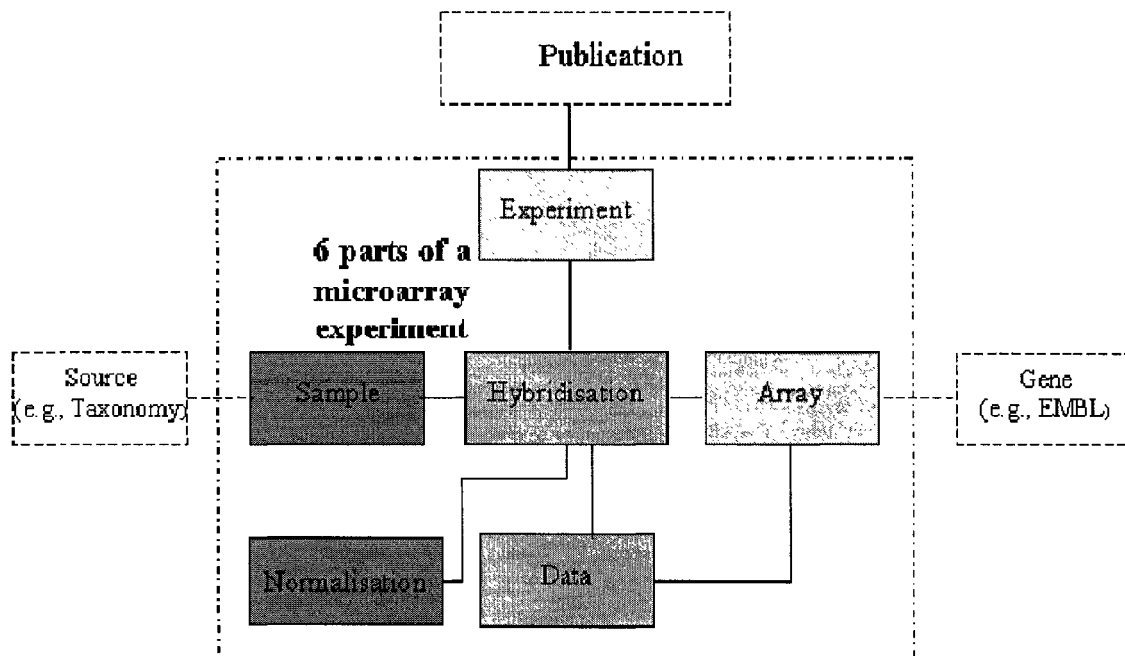 Publication
Experiment
6 parts of a
microarray
experiment
Source
(e.g., Taxonomy)
Sample
Hybridisation
Array
Gene
(e.g., EMBL)
Normalisation
Data